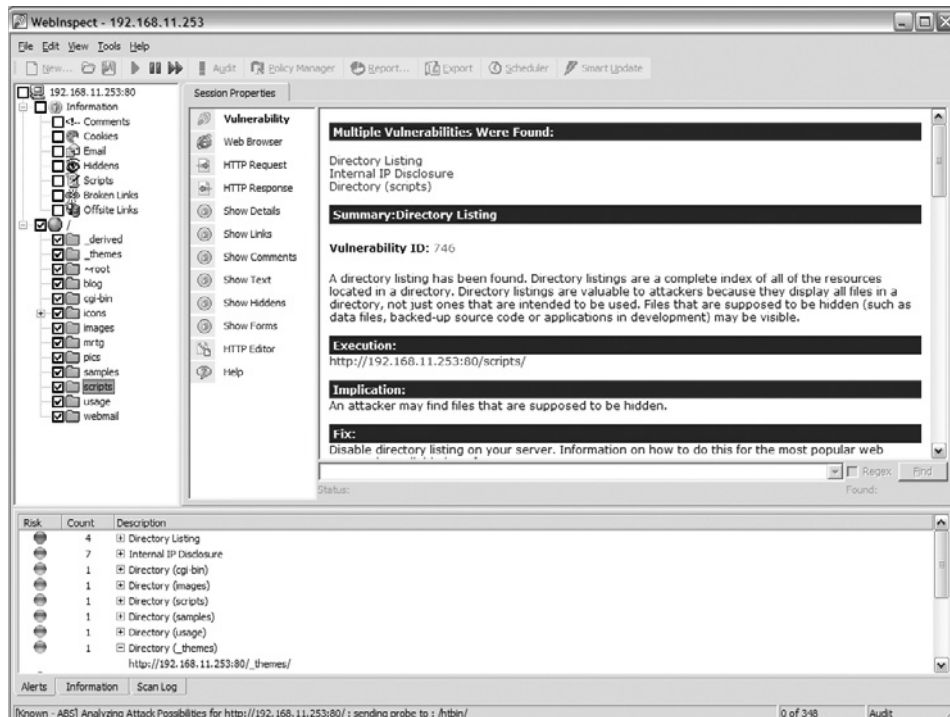 WebInspect - 192.168.11.253
File Edit View Tools Help
New... Audit Policy Manager Report... Export Scheduler Smart Update
192.168.11.253:80
Information
Comments
Cookies
Email
Hiddens
Scripts
Broken Links
Offsite Links
/
_derived
_themes
~root
blog
cgi-bin
icons
images
mrtg
pics
samples
scripts
usage
webmail
Session Properties
Vulnerability
Web Browser
HTTP Request
HTTP Response
Show Details
Show Links
Show Comments
Show Text
Show Hiddens
Show Forms
HTTP Editor
Help
Multiple Vulnerabilities Were Found:
Directory Listing
Internal IP Disclosure
Directory (scripts)
Summary:Directory Listing
Vulnerability ID: 746
A directory listing has been found. Directory listings are a complete index of all of the resources
located in a directory. Directory listings are valuable to attackers because they display all files in a
directory, not just ones that are intended to be used. Files that are supposed to be hidden (such as
data files, backed-up source code or applications in development) may be visible.
Execution:
http://192.168.11.253:80/scripts/
Implication:
An attacker may find files that are supposed to be hidden.
Fix:
Disable directory listing on your server. Information on how to do this for the most popular web
Regex Find
Status: Found:
Risk Count Description
4 Directory Listing
7 Internal IP Disclosure
1 Directory (cgi-bin)
1 Directory (images)
1 Directory (scripts)
1 Directory (samples)
1 Directory (usage)
1 Directory (_themes)
http://192.168.11.253:80/_themes/
Alerts Information Scan Log
[Known - ABS] Analyzing Attack Possibilities for http://192.168.11.253:80/ : sending probe to : /htbin/ 0 of 348 Audit